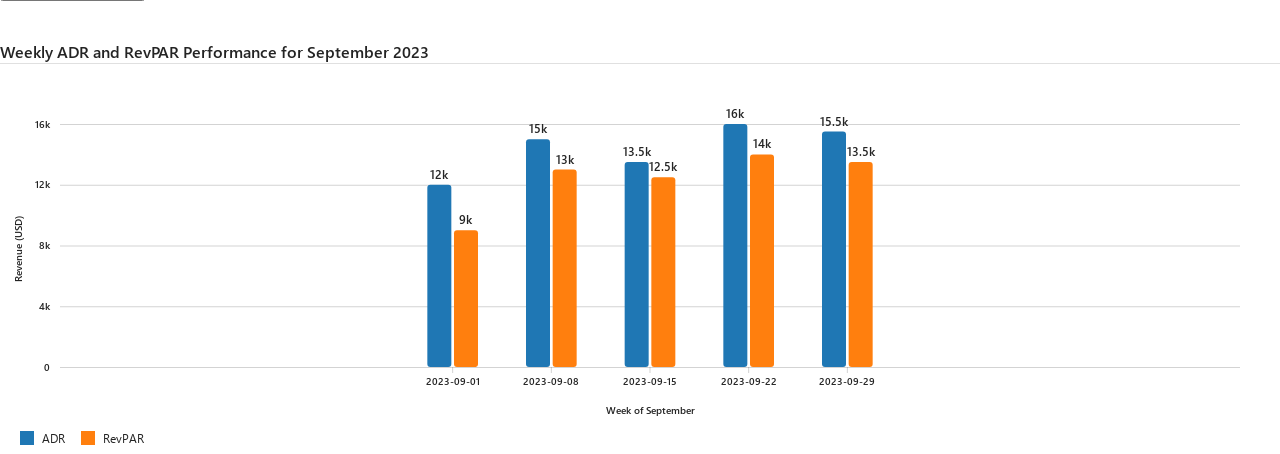 Weekly ADR and RevPAR Performance for September 2023
16k
12k
8k
4k
0
Revenue (USD)
12k
9k
15k
13k
13.5k
12.5k
16k
14k
15.5k
13.5k
2023-09-01
2023-09-08
2023-09-15
2023-09-22
2023-09-29
Week of September
ADR
RevPAR